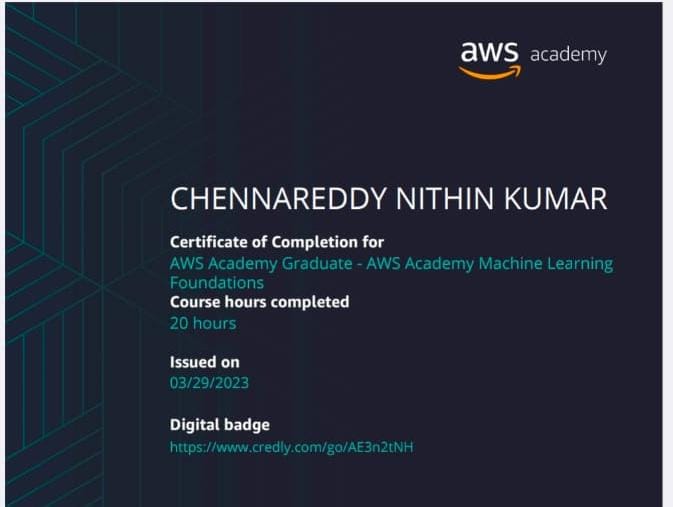 aws academy
CHENNAREDDY NITHIN KUMAR
Certificate of Completion for
AWS Academy Graduate - AWS Academy Machine Learning
Foundations
Course hours completed
20 hours
Issued on
03/29/2023
Digital badge
https://www.credly.com/go/AE3n2tNH